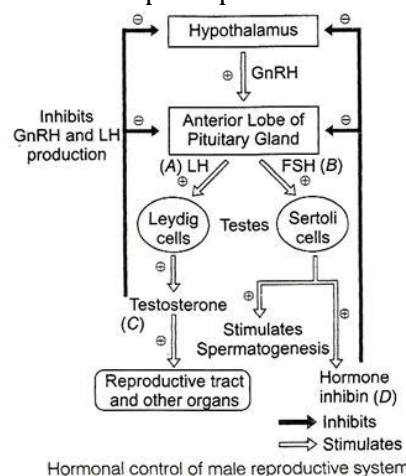 ⊖
⊖
Hypothalamus
⊕ GnRH
Inhibits
GnRH and LH
production
⊖
⊖
Anterior Lobe of
Pituitary Gland
(A) LH
FSH (B)
⊕
⊕
Leydig
cells
Testes
Sertoli
cells
⊕
⊕
⊕
Testosterone
(C)
Stimulates
Spermatogenesis
⊕
Reproductive tract
and other organs
Hormone
inhibin (D)
Inhibits
Stimulates
Hormonal control of male reproductive system